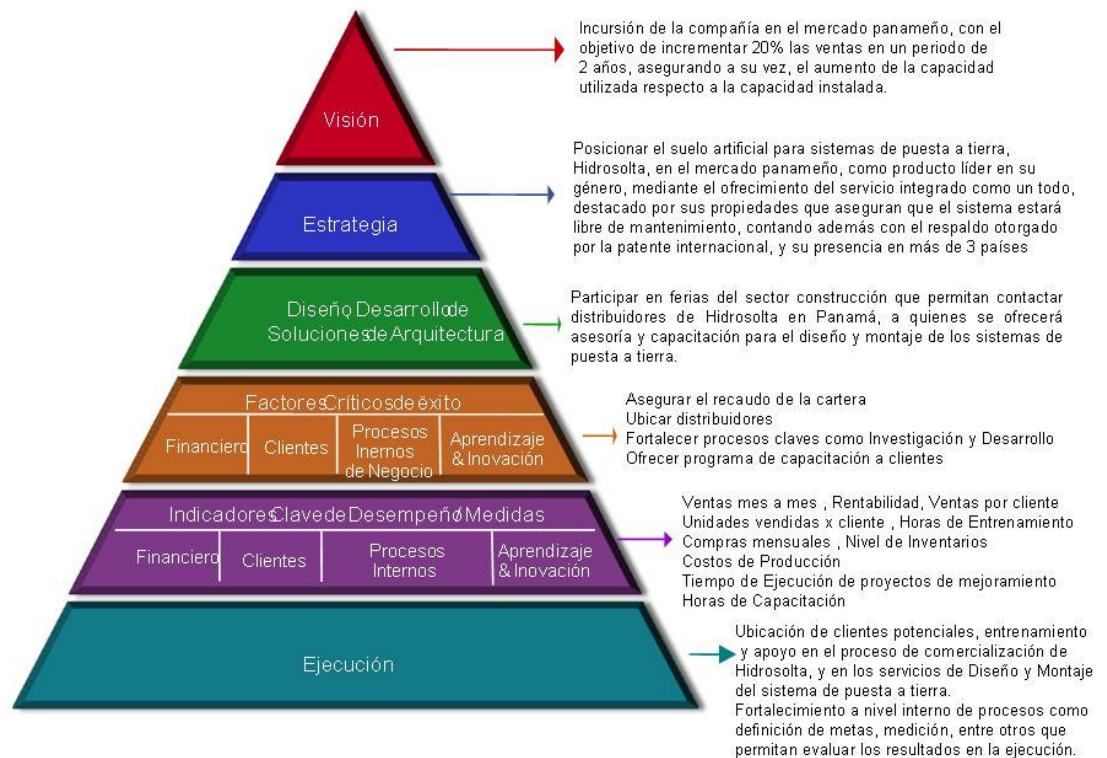 Visión
Incursión de la compañía en el mercado panameño, con el
objetivo de incrementar 20% las ventas en un periodo de
2 años, asegurando a su vez, el aumento de la capacidad
utilizada respecto a la capacidad instalada.
Estrategia
Posicionar el suelo artificial para sistemas de puesta a tierra,
Hidrosolta, en el mercado panameño, como producto líder en su
género, mediante el ofrecimiento del servicio integrado como un todo,
destacado por sus propiedades que aseguran que el sistema estará
libre de mantenimiento, contando además con el respaldo otorgado
por la patente internacional, y su presencia en más de 3 países
Diseño, Desarrollo de
Soluciones de Arquitectura
Participar en ferias del sector construcción que permitan contactar
distribuidores de Hidrosolta en Panamá, a quienes se ofrecerá
asesoría y capacitación para el diseño y montaje de los sistemas de
puesta a tierra.
Factores Críticos de èxito
Financiero
Clientes
Procesos
Inernos
de Negocio
Aprendizaje
& Inovación
Asegurar el recaudo de la cartera
Ubicar distribuidores
Fortalecer procesos claves como Investigación y Desarrollo
Ofrecer programa de capacitación a clientes
Indicadores Clave de Desempeño / Medidas
Financiero
Clientes
Procesos
Internos
Aprendizaje
& Inovación
Ventas mes a mes , Rentabilidad, Ventas por cliente
Unidades vendidas x cliente , Horas de Entrenamiento
Compras mensuales , Nivel de Inventarios
Costos de Producción
Tiempo de Ejecución de proyectos de mejoramiento
Horas de Capacitación
Ejecución
Ubicación de clientes potenciales, entrenamiento
y apoyo en el proceso de comercialización de
Hidrosolta, y en los servicios de Diseño y Montaje
del sistema de puesta a tierra.
Fortalecimiento a nivel interno de procesos como
definición de metas, medición, entre otros que
permitan evaluar los resultados en la ejecución.